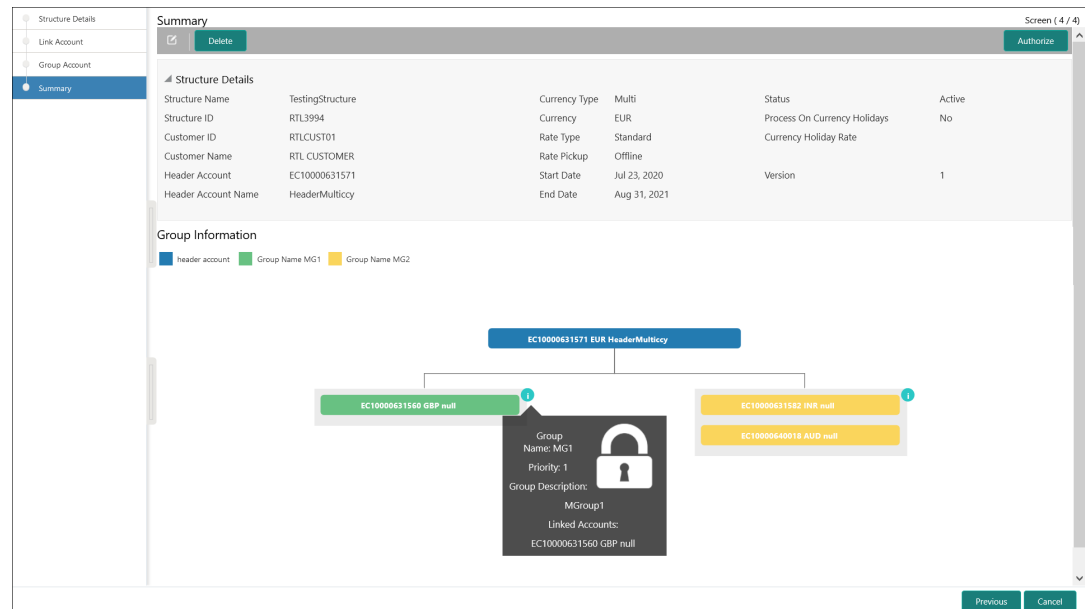 Structure Details
Link Account
Group Account
Summary
Summary
Screen ( 4 / 4)
Delete
Authorize
Structure Details
Structure Name TestingStructure Currency Type Multi Status Active
Structure ID RTL3994 Currency EUR Process On Currency Holidays No
Customer ID RTLCUST01 Rate Type Standard Currency Holiday Rate
Customer Name RTL CUSTOMER Rate Pickup Offline
Header Account EC10000631571 Start Date Jul 23, 2020 Version 1
Header Account Name HeaderMulticcy End Date Aug 31, 2021
Group Information
header account Group Name MG1 Group Name MG2
EC10000631571 EUR HeaderMulticcy
EC10000631560 GBP null
i
EC10000631582 INR null
i
EC10000640018 AUD null
Group
Name: MG1
Priority: 1
Group Description:
MGroup1
Linked Accounts:
EC10000631560 GBP null
Previous Cancel